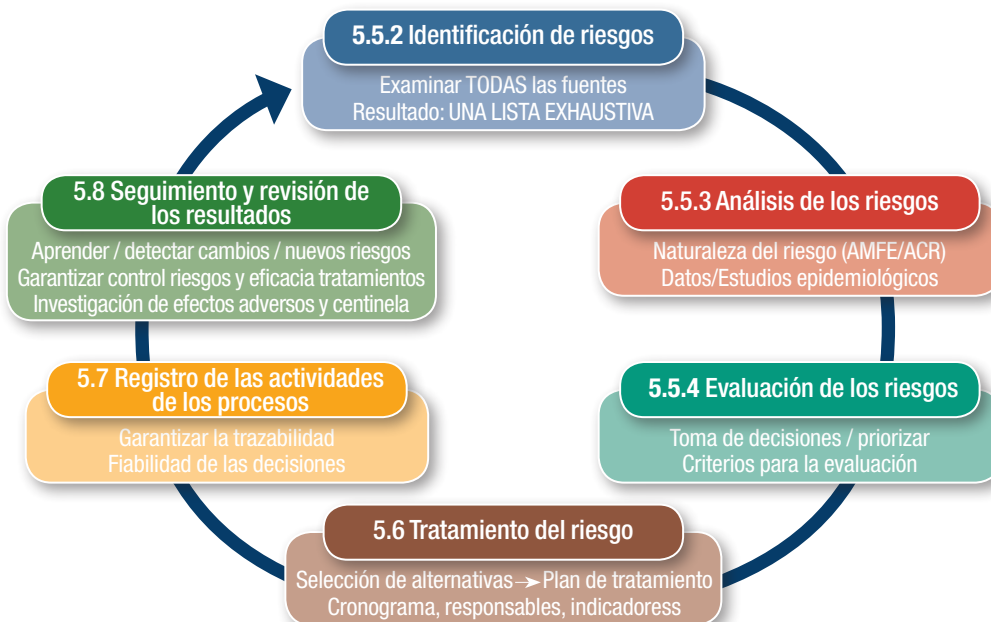 5.5.2 Identificación de riesgos
Examinar TODAS las fuentes
Resultado: UNA LISTA EXHAUSTIVA
5.5.3 Análisis de los riesgos
Naturaleza del riesgo (AMFE/ACR)
Datos/Estudios epidemiológicos
5.5.4 Evaluación de los riesgos
Toma de decisiones / priorizar
Criterios para la evaluación
5.6 Tratamiento del riesgo
Selección de alternativas→Plan de tratamiento
Cronograma, responsables, indicadoress
5.7 Registro de las actividades
de los procesos
Garantizar la trazabilidad
Fiabilidad de las decisiones
5.8 Seguimiento y revisión de
los resultados
Aprender / detectar cambios / nuevos riesgos
Garantizar control riesgos y eficacia tratamientos
Investigación de efectos adversos y centinela